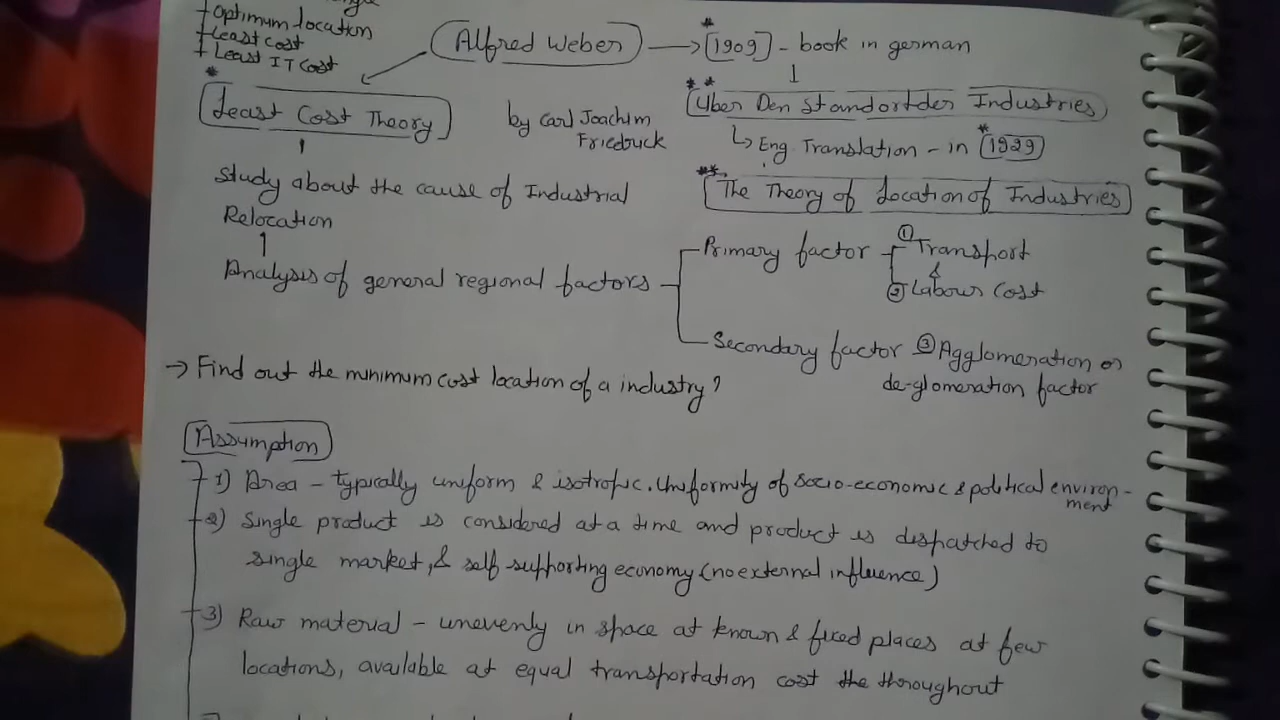 + Optimum location
+ Least cost
+ Least IT Cost
Alfred Weber → [1909] - book in german
Least Cost Theory
by Carl Joachim
Friedruck
Uber Den Standortder Industries
↳ Eng Translation - in 1929
The Theory of Location of Industries
Study about the cause of Industrial
Relocation
Analysis of general regional factors
Primary factor ① Transport
&
② Labour Cost
Secondary factor ③ Agglomeration or
de-glomeration factor
→ Find out the minimum cost location of a industry?
Assumption
1) Area - typically uniform & isotrofic. Uniformity of socio-economic & political environ-
ment
2) Single product is considered at a time and product is dispatched to
single market, & self supporting economy (no external influence)
3) Raw material - unevenly in space at known & fixed places at few
locations, available at equal transportation cost the throughout